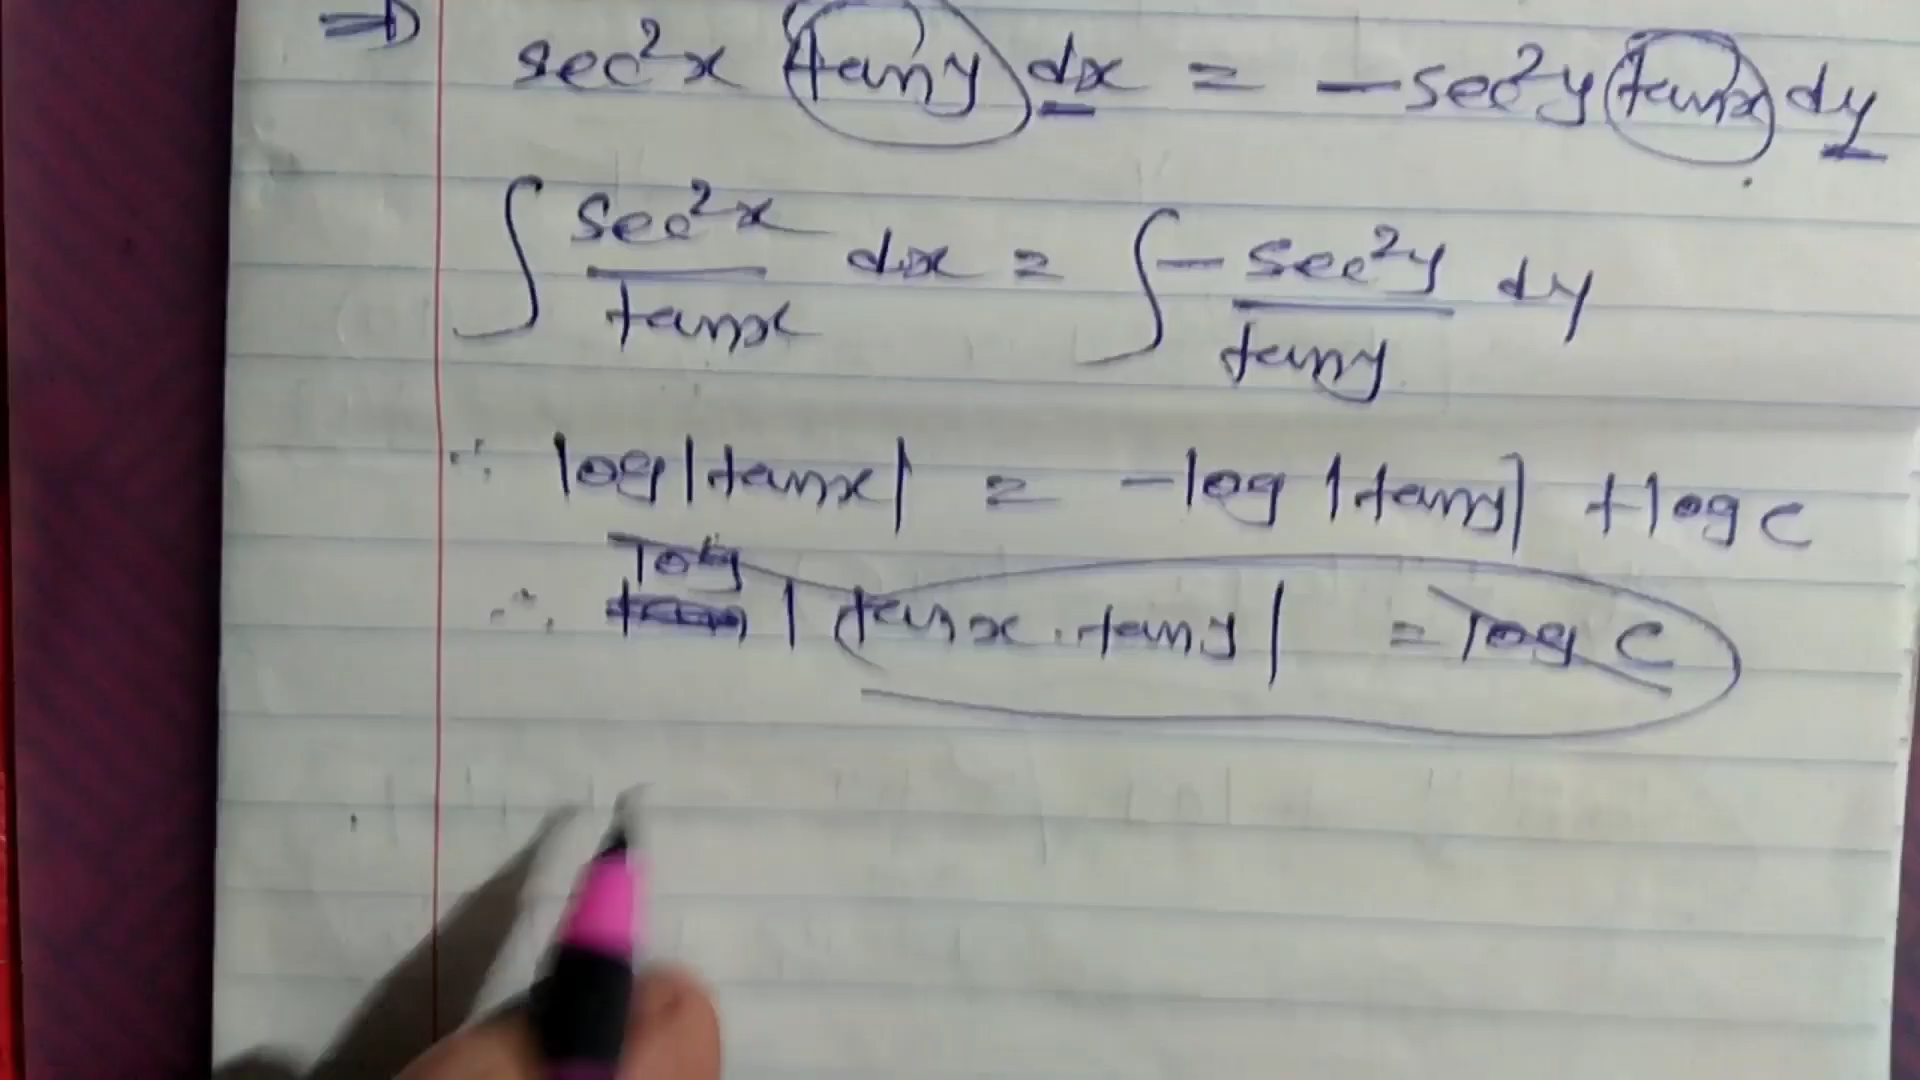 ⇒ sec²x tany dx = -sec²y tanx dy
∫ sec²x/tanx dx = ∫ - sec²y/tany dy
∴ log|tanx| = -log|tany| + log c
∴ log |tanx.tany| = log c